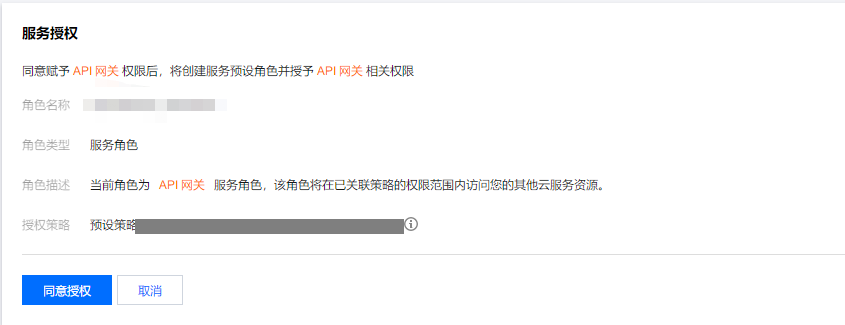 服务授权
同意赋予 API 网关 权限后，将创建服务预设角色并授予 API 网关 相关权限
角色名称
角色类型 服务角色
角色描述 当前角色为 API 网关 服务角色，该角色将在已关联策略的权限范围内访问您的其他云服务资源。
授权策略 预设策略
同意授权 取消